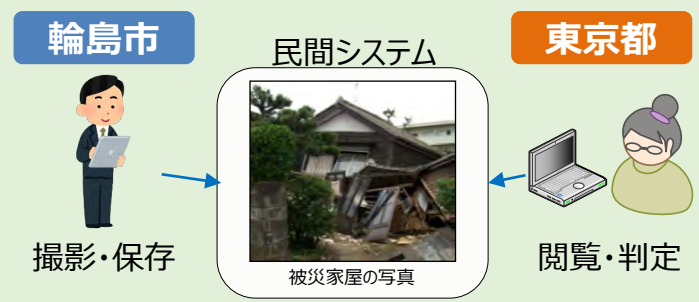 輪島市
民間システム
東京都
撮影・保存
被災家屋の写真
閲覧・判定